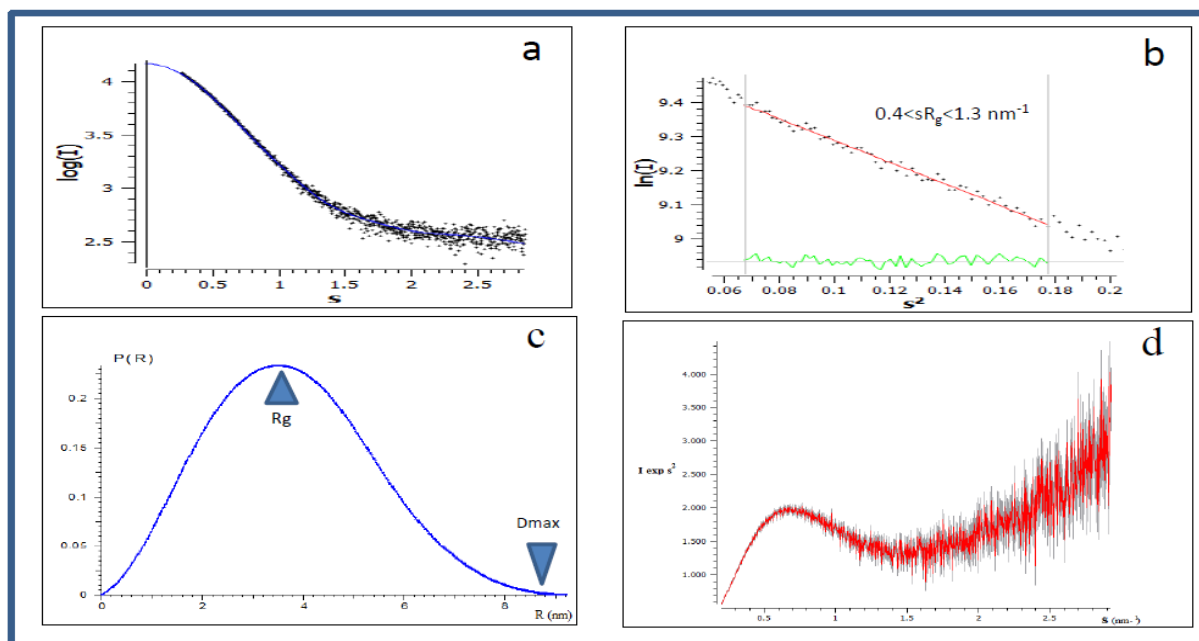 a
4
3.5
3
2.5
log(I)
0 0.5 1 1.5 2 2.5
s
b
9.4
9.3
9.2
9.1
9
ln(I)
0.4<sRg<1.3 nm-1
0.06 0.08 0.1 0.12 0.14 0.16 0.18 0.2
s2
c
P(R)
0.2
0.15
0.1
0.05
0
Rg
Dmax
0 2 4 6 8
R (nm)
d
4.000
3.500
3.000
2.500
I exp s2
2.000
1.500
1.000
0.5 1 1.5 2 2.5
S (nm-1)